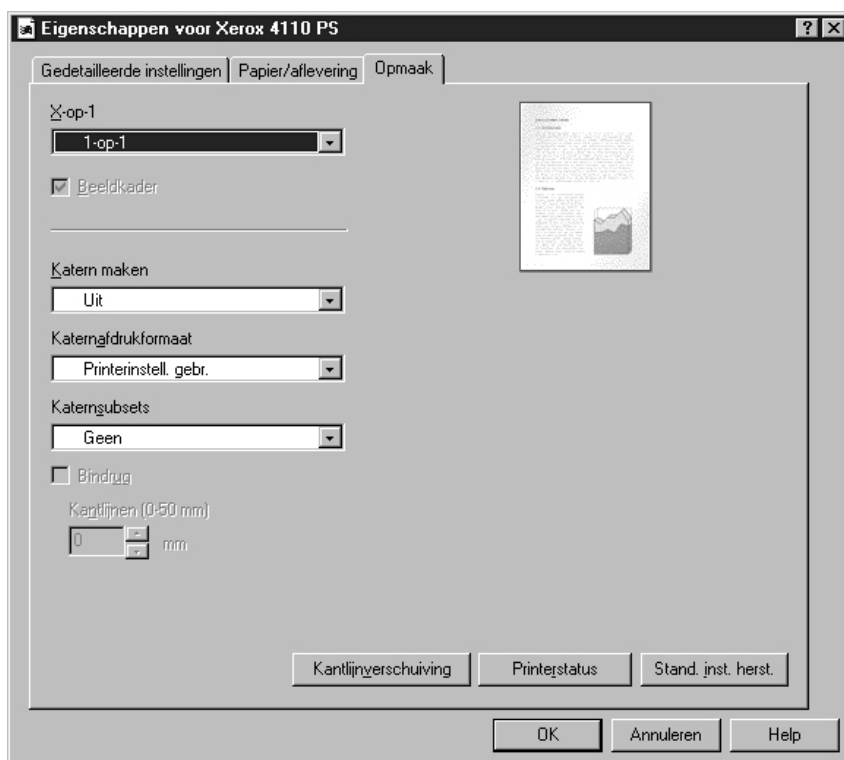 Eigenschappen voor Xerox 4110 PS
Gedetailleerde instellingen Papier/aflevering Opmaak
X-op-1
1-op-1
Beeldkader
Katern maken
Uit
Katernafdrukformaat
Printerinstell. gebr.
Katernsubsets
Geen
Bindrug
Kantlijnen (0-50 mm)
0 mm
Kantlijnverschuiving Printerstatus Stand. inst. herst.
OK Annuleren Help